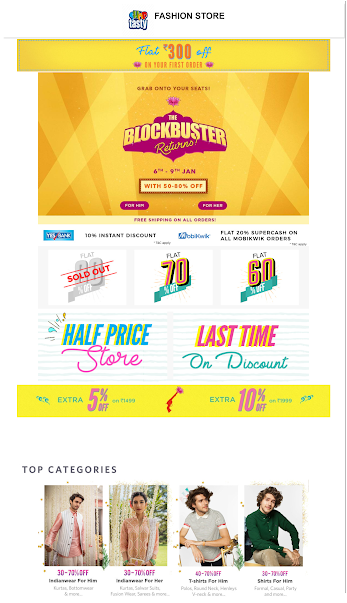 tasty
FASHION STORE
Flat ₹300 off
ON YOUR FIRST ORDER
GRAB ONTO YOUR SEATS!
THE
BLOCKBUSTER
Returns!
6TH - 9TH JAN
WITH 50-80% OFF
FOR HIM
FOR HER
FREE SHIPPING ON ALL ORDERS!
YES BANK
10% INSTANT DISCOUNT
*T&C apply
MobiKwik
FLAT 20% SUPERCASH ON
ALL MOBIKWIK ORDERS
*T&C apply
FLAT
SOLD OUT
% OFF
FLAT
70
% OFF
FLAT
60
% OFF
HALF PRICE
Store
LAST TIME
On Discount
EXTRA 5% OFF on ₹1499
EXTRA 10% OFF on ₹1999
TOP CATEGORIES
30-70%OFF
Indianwear For Him
Kurtas, Bottomwear
& more...
30-70%OFF
Indianwear For Her
Kurtas, Salwar Suits,
Fusion Wear, Sarees & more...
40-70%OFF
T-shirts For Him
Polos, Round Neck, Henleys
V-neck & more...
30-70%OFF
Shirts For Him
Formal, Casual, Party
and more...